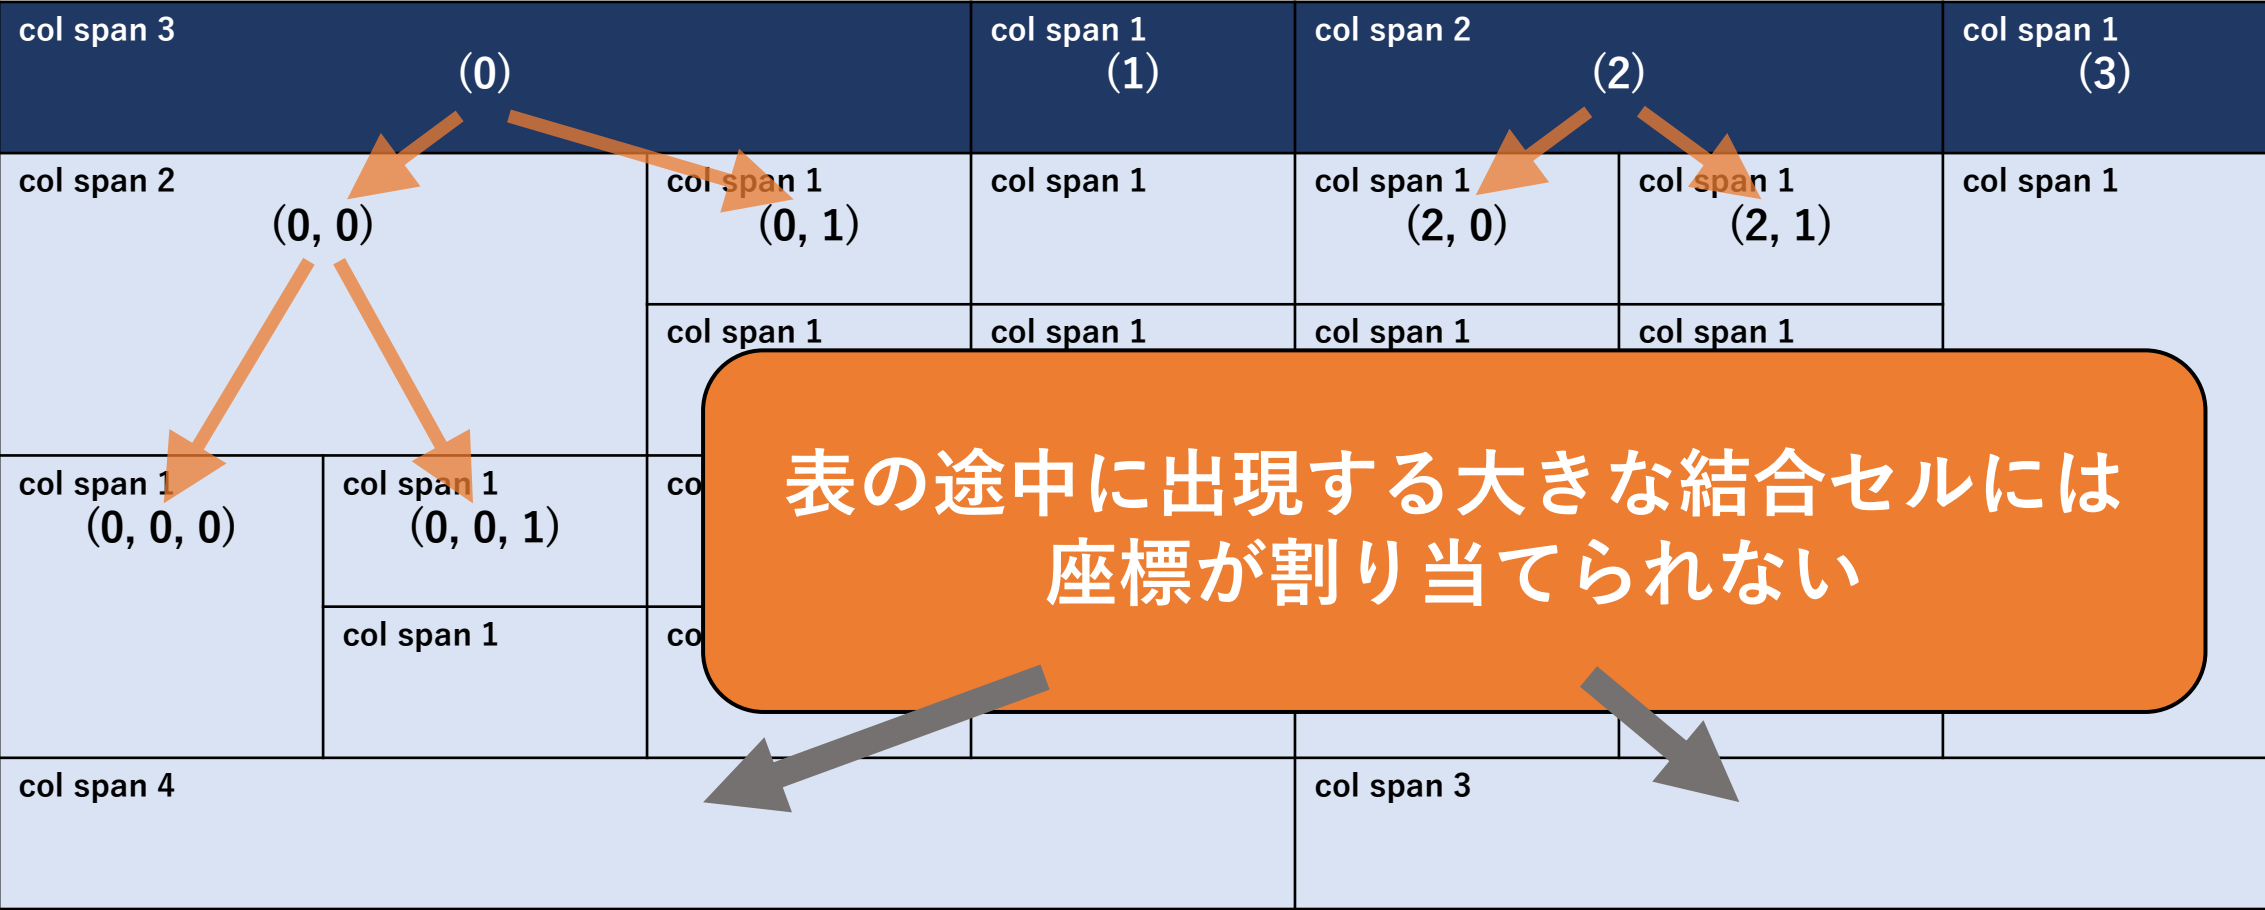 col span 3
(0)
col span 1
(1)
col span 2
(2)
col span 1
(3)
col span 2
(0, 0)
col span 1
(0, 1)
col span 1
col span 1
(2, 0)
col span 1
(2, 1)
col span 1
col span 1
col span 1
col span 1
col span 1
col span 1
(0, 0, 0)
col span 1
(0, 0, 1)
co
表の途中に出現する大きな結合セルには
座標が割り当てられない
col span 1
co
col span 4
col span 3